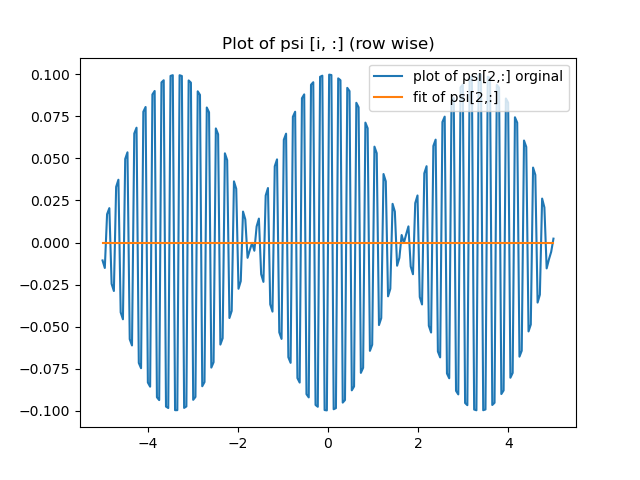 Plot of psi [i, :] (row wise)
plot of psi[2,:] orginal
fit of psi[2,:]
0.100
0.075
0.050
0.025
0.000
−0.025
−0.050
−0.075
−0.100
−4 −2 0 2 4